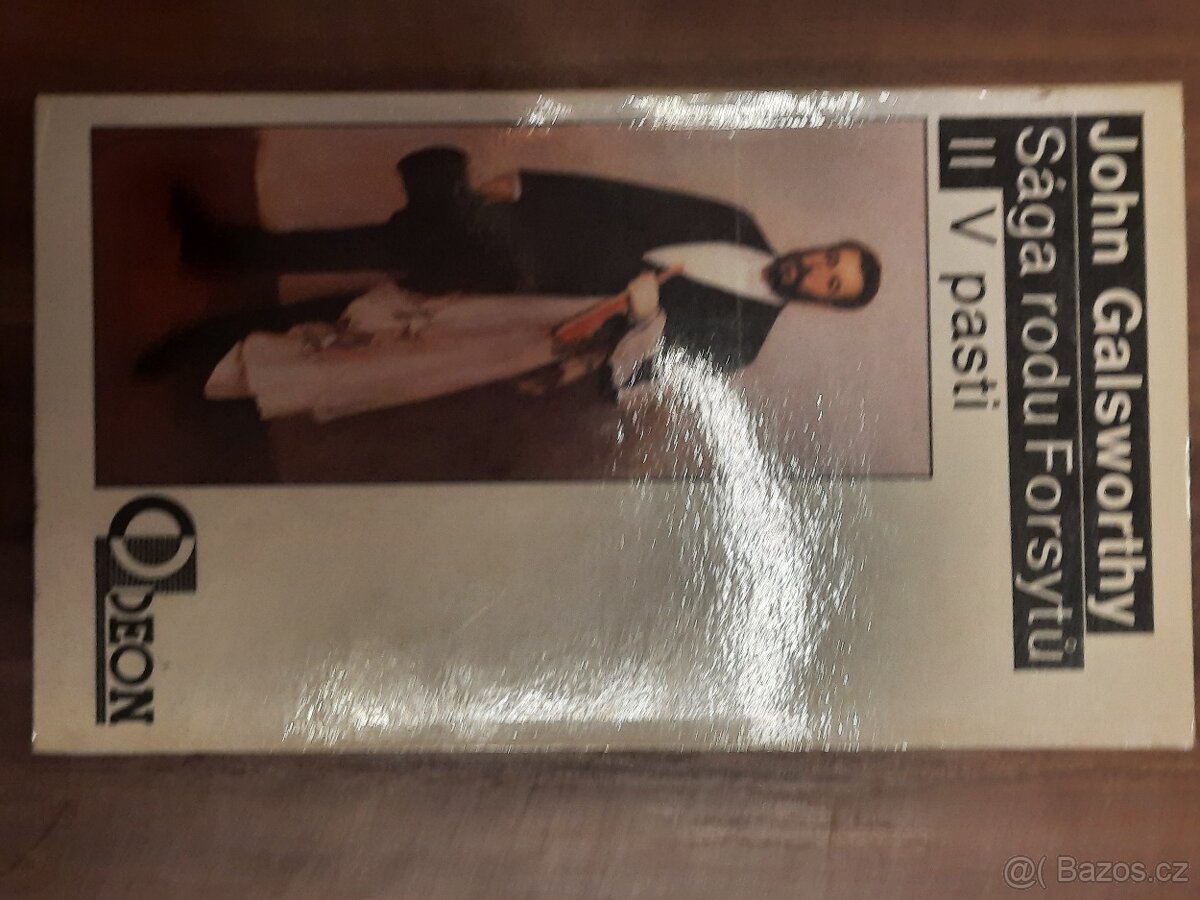 John Galsworthy
Sága rodu Forsytů
II V pasti
ODEON
@( Bazos.cz